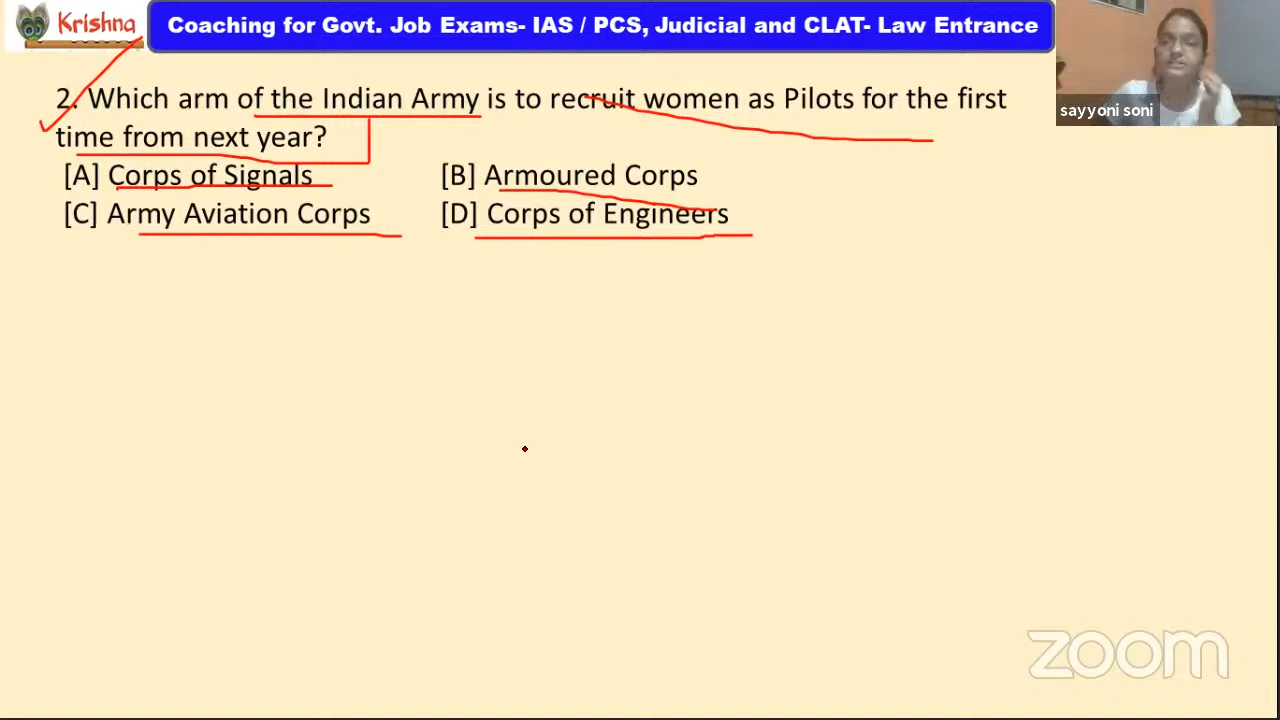 Krishna
Coaching for Govt. Job Exams- IAS / PCS, Judicial and CLAT- Law Entrance
sayyoni soni
2. Which arm of the Indian Army is to recruit women as Pilots for the first
time from next year?
[A] Corps of Signals [B] Armoured Corps
[C] Army Aviation Corps [D] Corps of Engineers
zoom